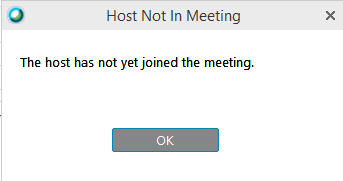 Host Not In Meeting
The host has not yet joined the meeting.
OK